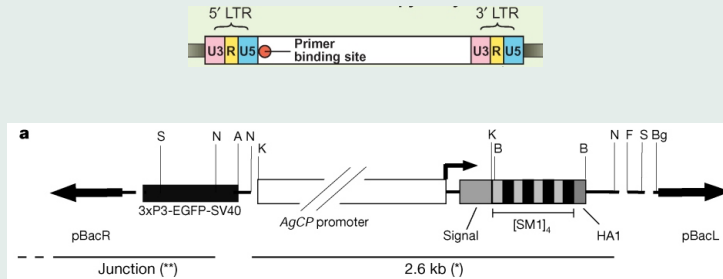 5′ LTR 3′ LTR
U3 R U5 Primer binding site U3 R U5
a
S N A N K K B B N F S Bg
3xP3-EGFP-SV40
AgCP promoter
pBacR Signal [SM1]4 HA1 pBacL
Junction (**) 2.6 kb (*)